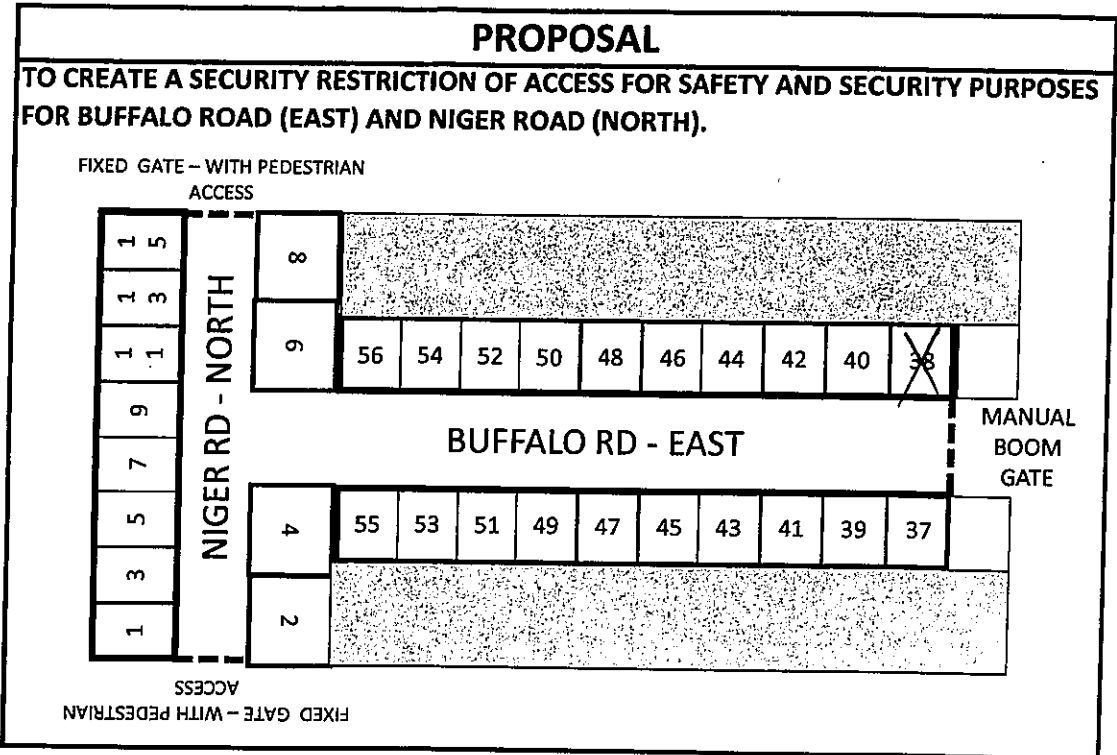 PROPOSAL
TO CREATE A SECURITY RESTRICTION OF ACCESS FOR SAFETY AND SECURITY PURPOSES
FOR BUFFALO ROAD (EAST) AND NIGER ROAD (NORTH).
FIXED GATE – WITH PEDESTRIAN
ACCESS
15
13
11
9
7
5
3
1
NIGER RD - NORTH
8
6
4
2
56 54 52 50 48 46 44 42 40 38
BUFFALO RD - EAST
MANUAL
BOOM
GATE
55 53 51 49 47 45 43 41 39 37
FIXED GATE – WITH PEDESTRIAN
ACCESS